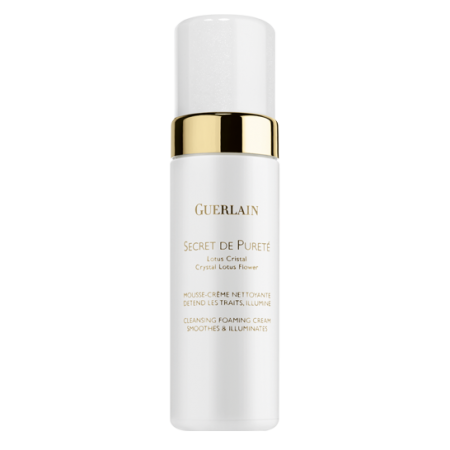 GUERLAIN
SECRET DE PURETÉ
Lotus Cristal
Crystal Lotus Flower
MOUSSE-CRÈME NETTOYANTE
DÉTEND LES TRAITS, ILLUMINE
CLEANSING FOAMING CREAM
SMOOTHES & ILLUMINATES